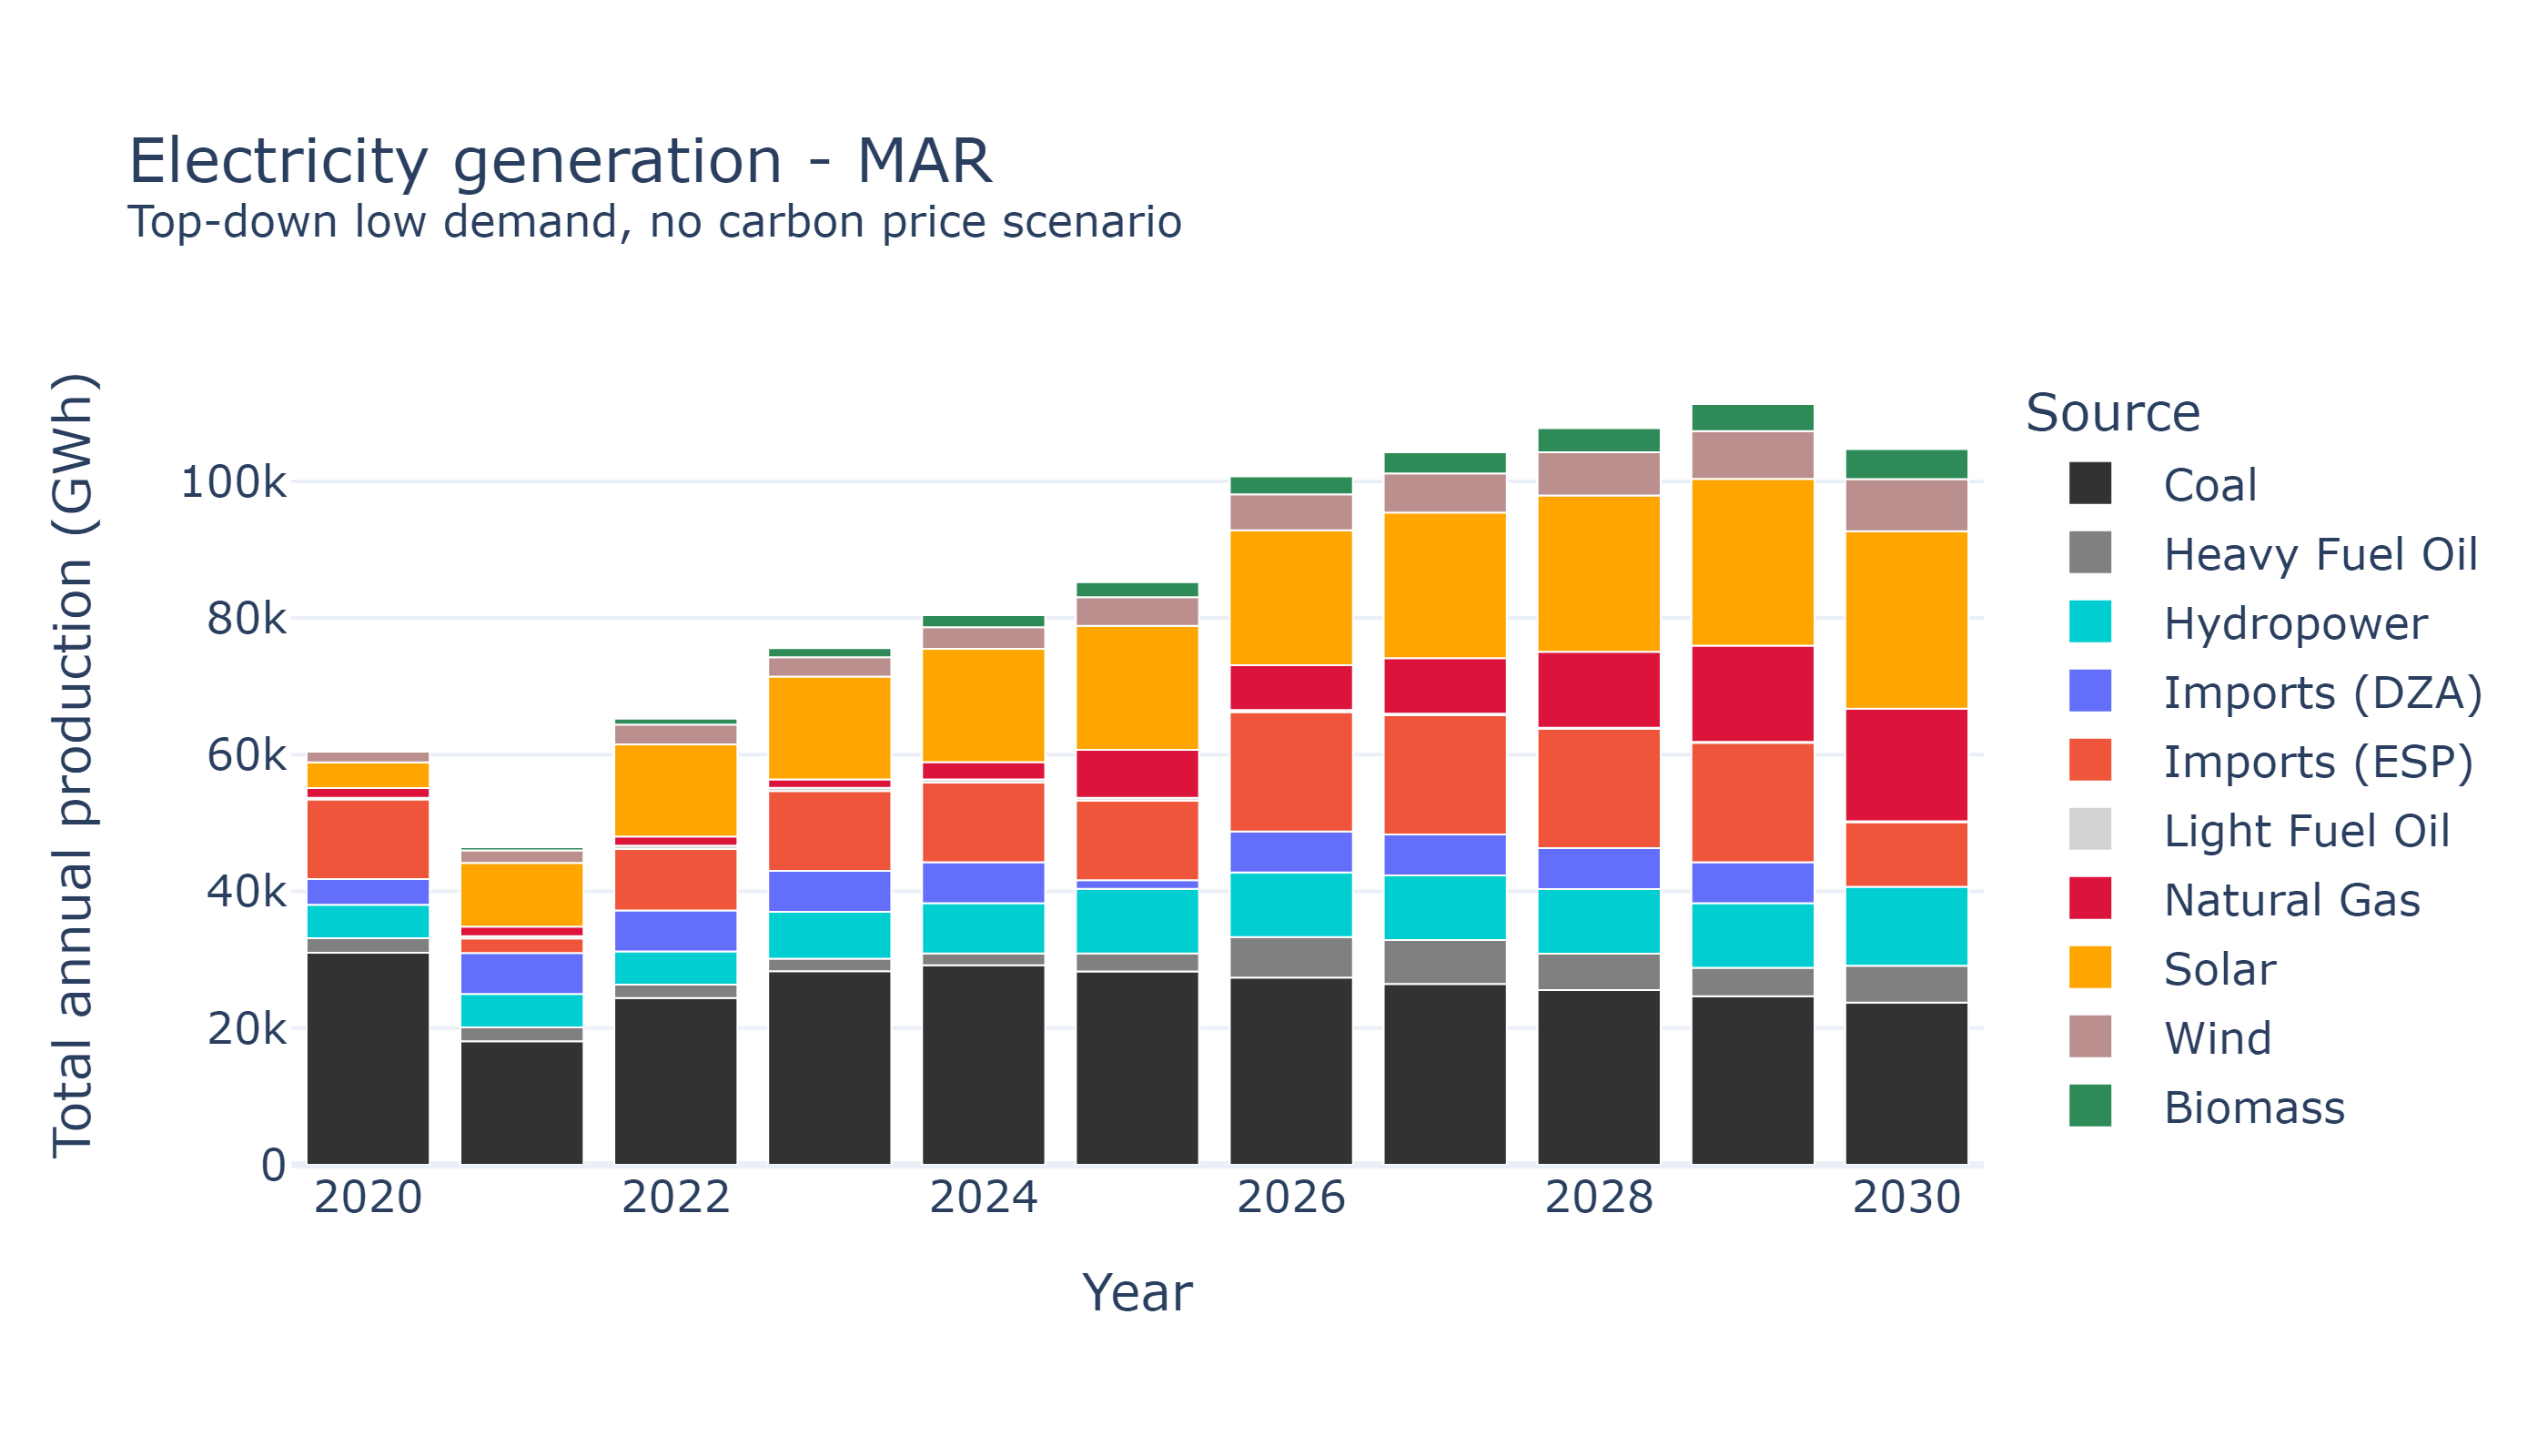 Electricity generation - MAR
Top-down low demand, no carbon price scenario
Total annual production (GWh)
100k
80k
60k
40k
20k
0
2020
2022
2024
2026
2028
2030
Year
Source
Coal
Heavy Fuel Oil
Hydropower
Imports (DZA)
Imports (ESP)
Light Fuel Oil
Natural Gas
Solar
Wind
Biomass